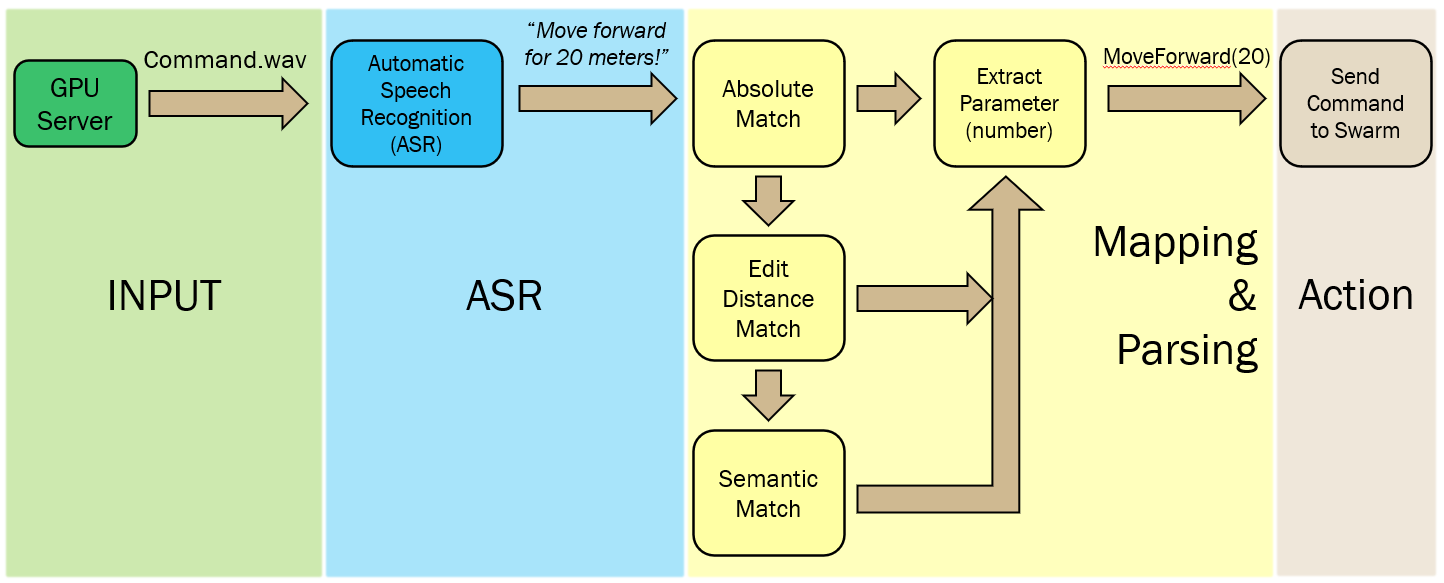 GPU
Server
Command.wav
INPUT
Automatic
Speech
Recognition
(ASR)
“Move forward
for 20 meters!”
ASR
Absolute
Match
Edit
Distance
Match
Semantic
Match
Extract
Parameter
(number)
MoveForward(20)
Mapping
&
Parsing
Send
Command
to Swarm
Action